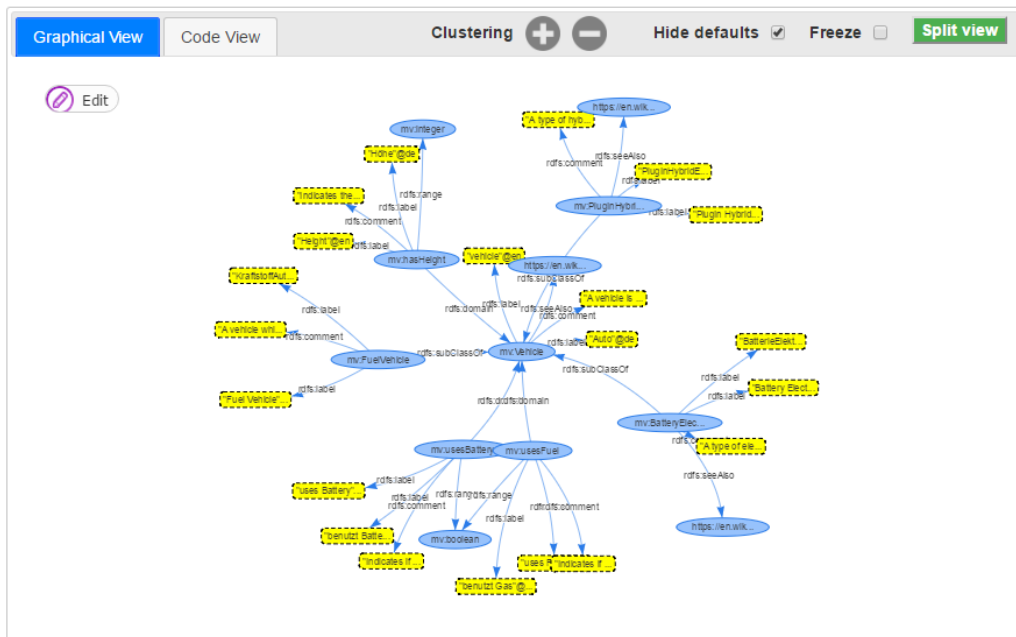 Graphical View
Code View
Clustering
Hide defaults
Freeze
Split view
Edit
https://en.wik...
"A type of hyb...
mv:Integer
"Höhe"@de
rdfs:comment
rdfs:seeAlso
"PluginHybridE...
rdfs:range
rdfs:label
"Indicates the...
rdfs:comment
mv:PluginHybri...
rdfs:label
"Plugin Hybrid...
"Height"@en
rdfs:label
mv:hasHeight
"vehicle"@en
https://en.wik...
rdfs:subClassOf
"KraftstoffAut...
rdfs:label
rdfs:domain
rdfs:label
rdfs:seeAlso
"A vehicle is ...
rdfs:comment
"A vehicle whi...
rdfs:comment
rdfs:label
"Auto"@de
mv:FuelVehicle
rdfs:subClassOf
mv:Vehicle
"BatterieElekt...
rdfs:subClassOf
rdfs:label
"Battery Elect...
rdfs:label
"Fuel Vehicle"...
rdfs:label
rdfs:domain
mv:BatteryElec...
"A type of ele...
mv:usesBattery
mv:usesFuel
rdfs:seeAlso
rdfs:label
"uses Battery"...
rdfs:label
rdfs:comment
rdfs:range
rdfs:label
rdfs:comment
https://en.wik...
"benutzt Batte...
mv:boolean
"Indicates if ...
"Indicates if ...
"benutzt Gas"@...